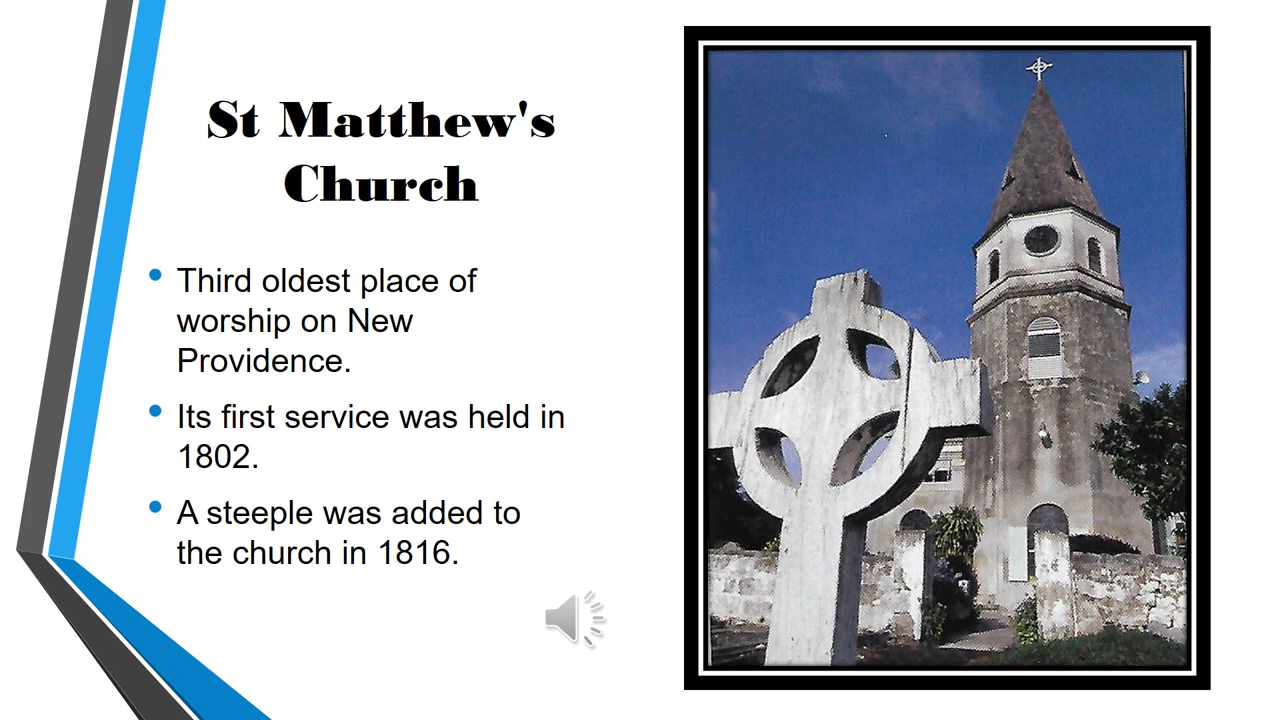 St Matthew's
Church
• Third oldest place of
worship on New
Providence.
• Its first service was held in
1802.
• A steeple was added to
the church in 1816.